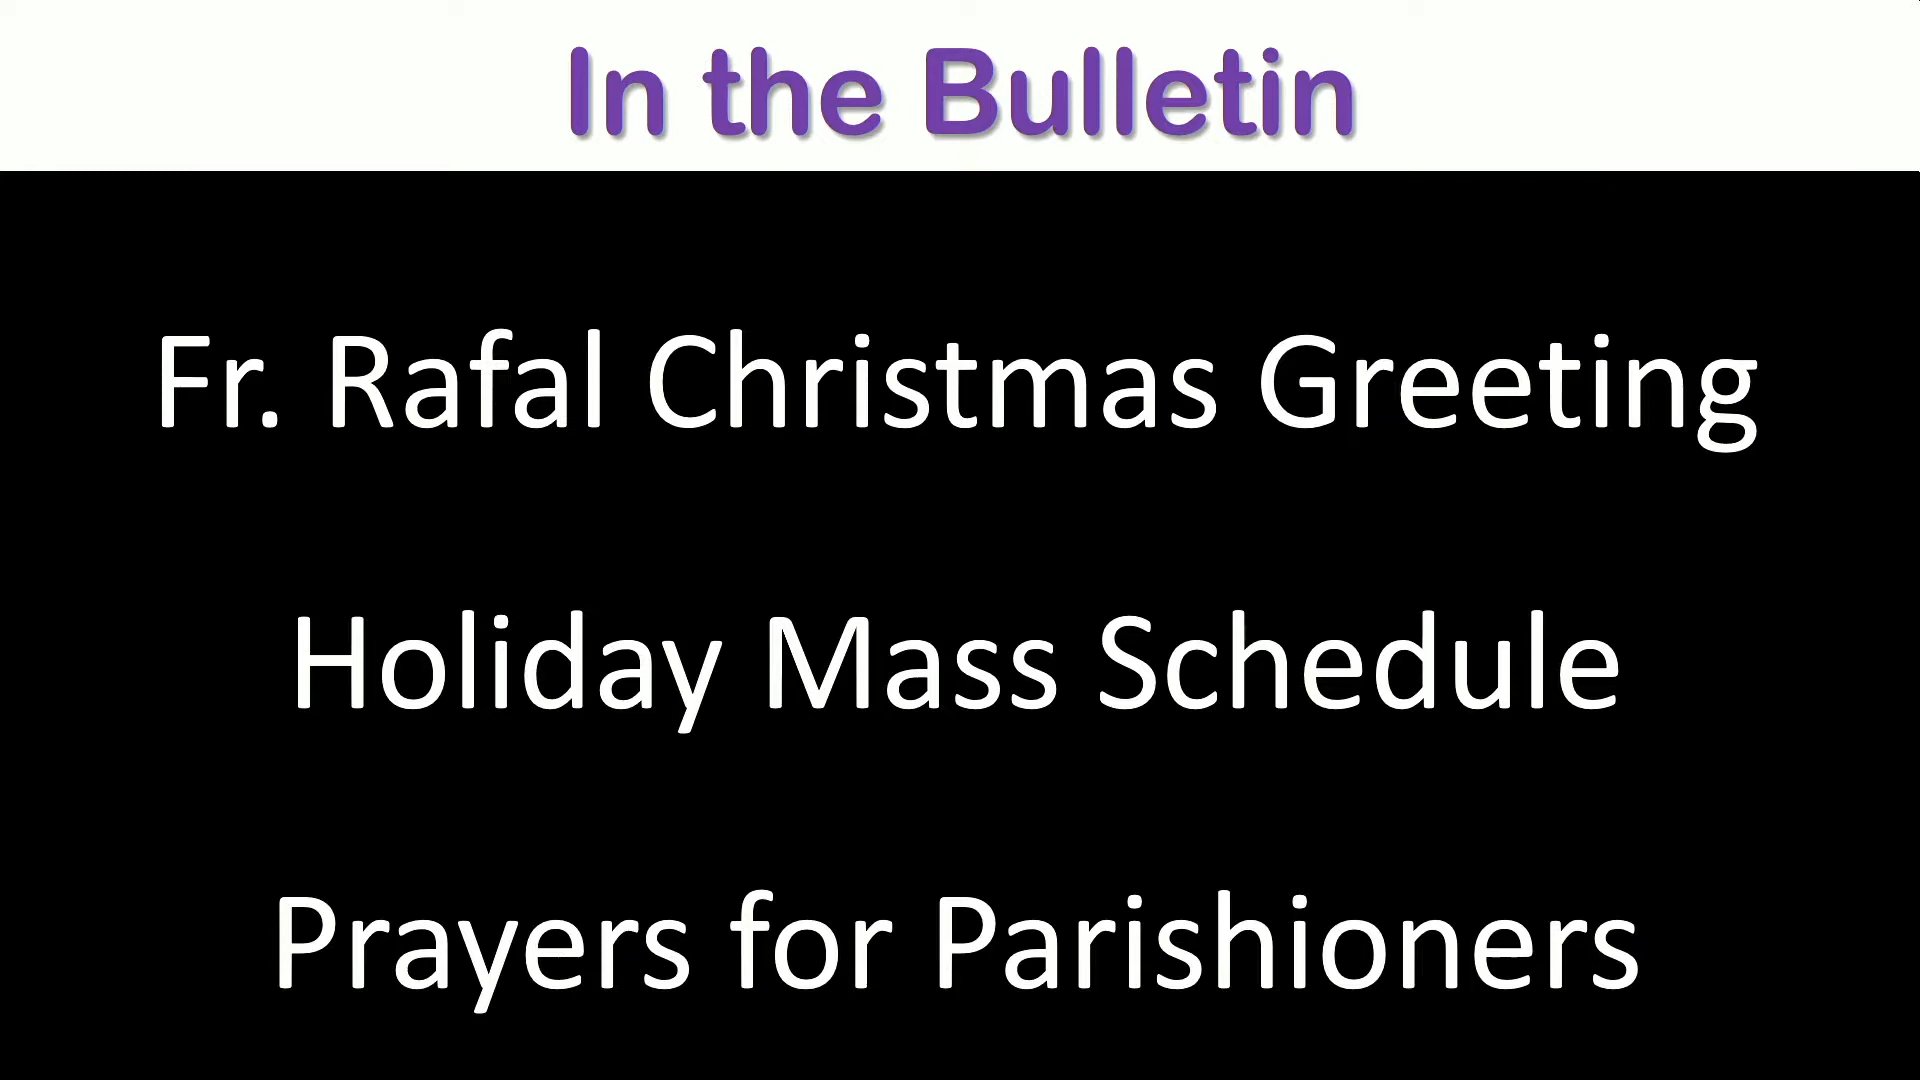 In the Bulletin
Fr. Rafal Christmas Greeting
Holiday Mass Schedule
Prayers for Parishioners